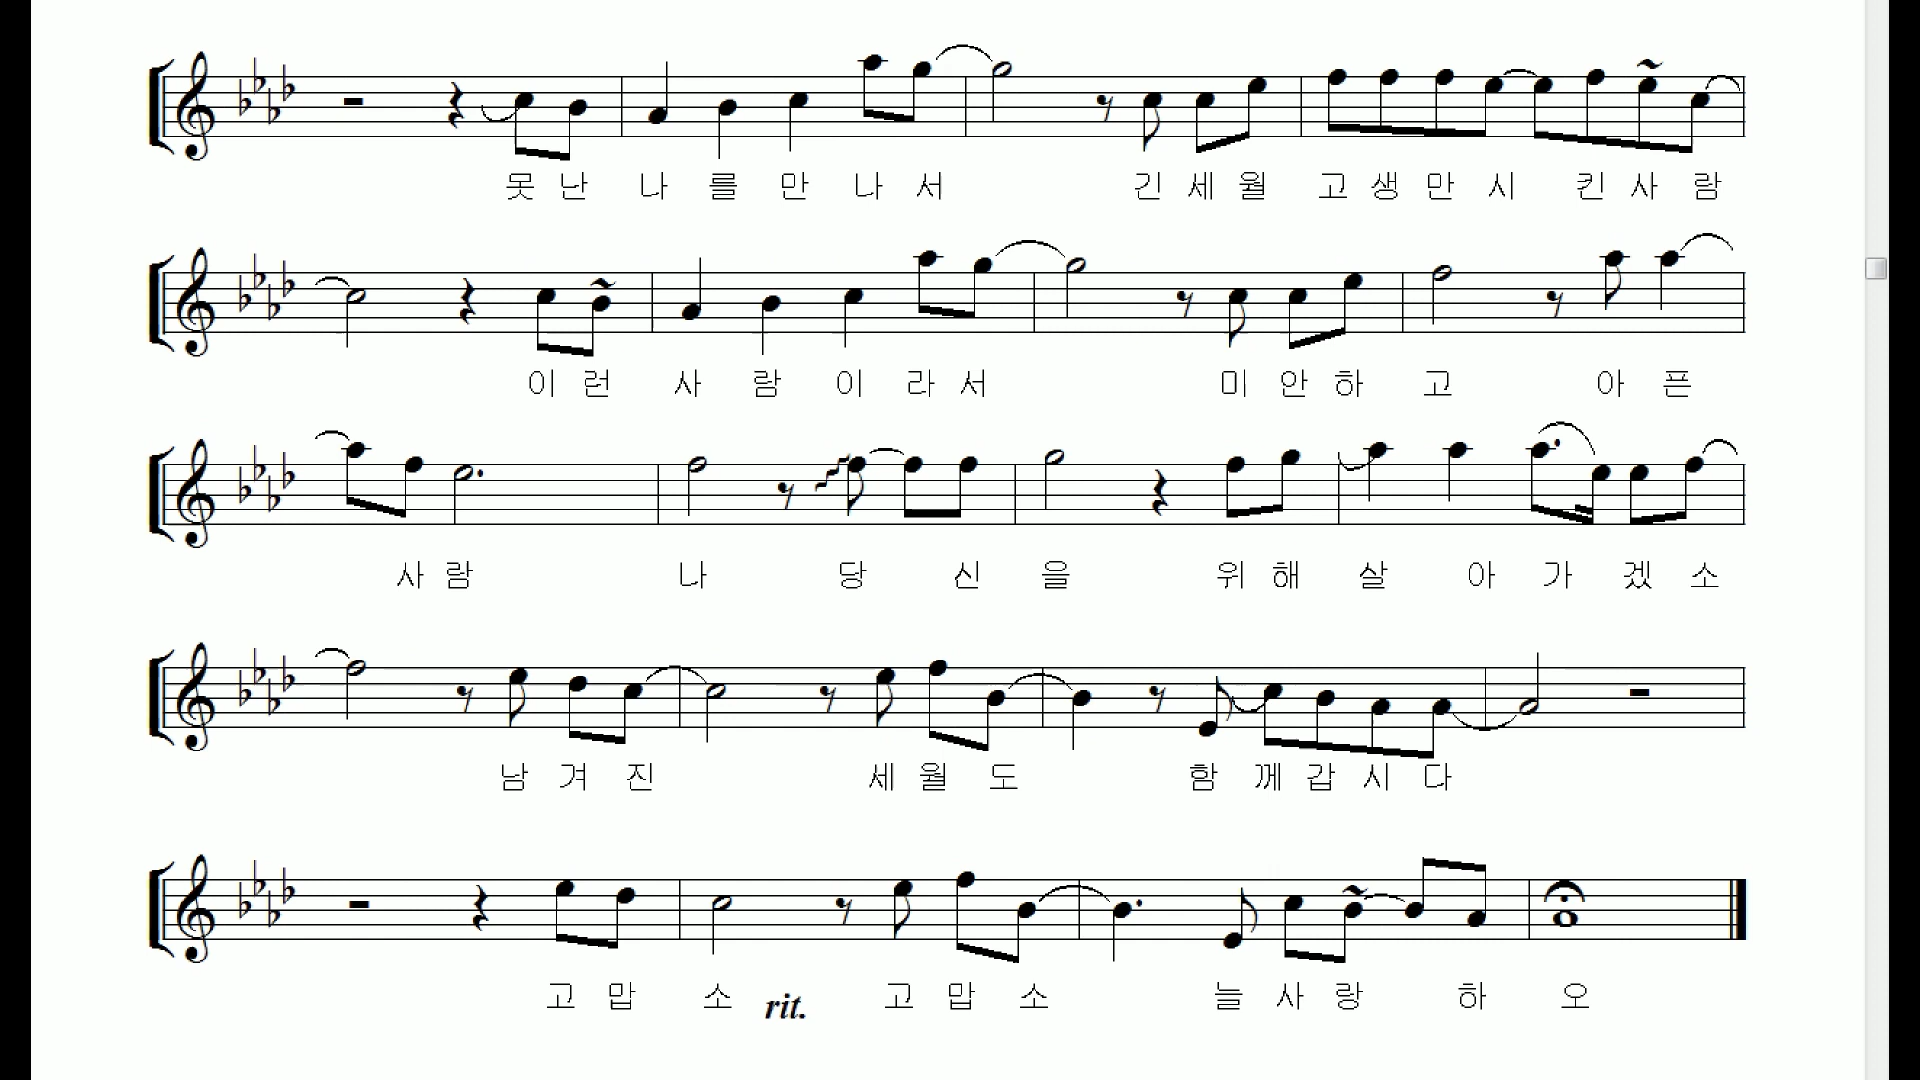 못난 나를 만나서 긴세월 고생만시킨사람
이런 사람이라서 미안하고 아픈
사람 나 당신을 위해 살아가겠소
남겨진 세월도 함께갑시다
고맙소 rit. 고맙소 늘사랑하오